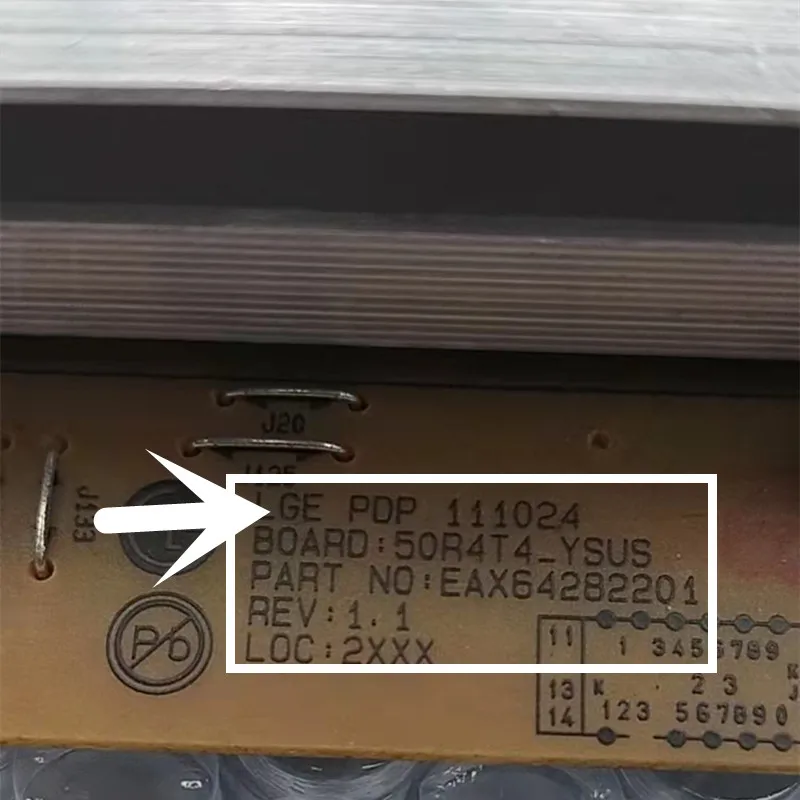 J20
J125
J133
LGE PDP 111024
BOARD:50R4T4_YSUS
PART NO:EAX64282201
REV:1.1
LOC:2XXX
Pb
11 1 3456789
13 K 2 3
14 123 567890